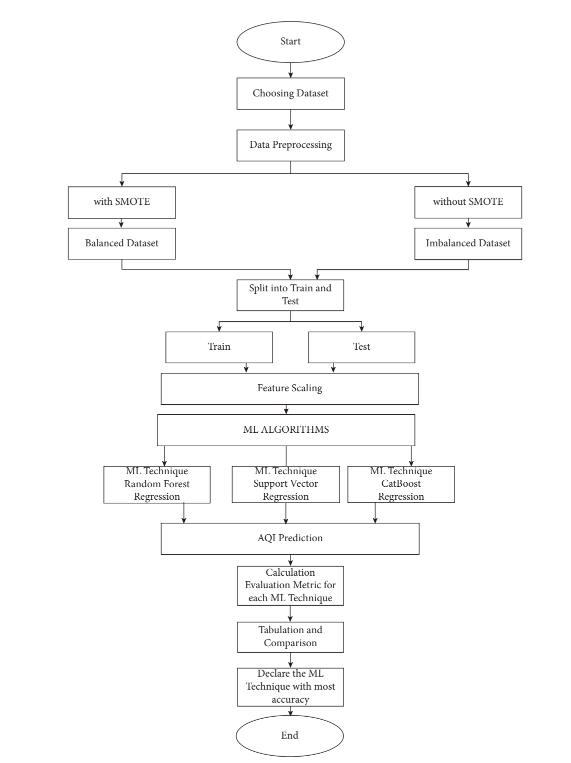 Start
Choosing Dataset
Data Preprocessing
with SMOTE
without SMOTE
Balanced Dataset
Imbalanced Dataset
Split into Train and
Test
Train
Test
Feature Scaling
ML ALGORITHMS
ML Technique
Random Forest
Regression
ML Technique
Support Vector
Regression
ML Technique
CatBoost
Regression
AQI Prediction
Calculation
Evaluation Metric for
each ML Technique
Tabulation and
Comparison
Declare the ML
Technique with most
accuracy
End